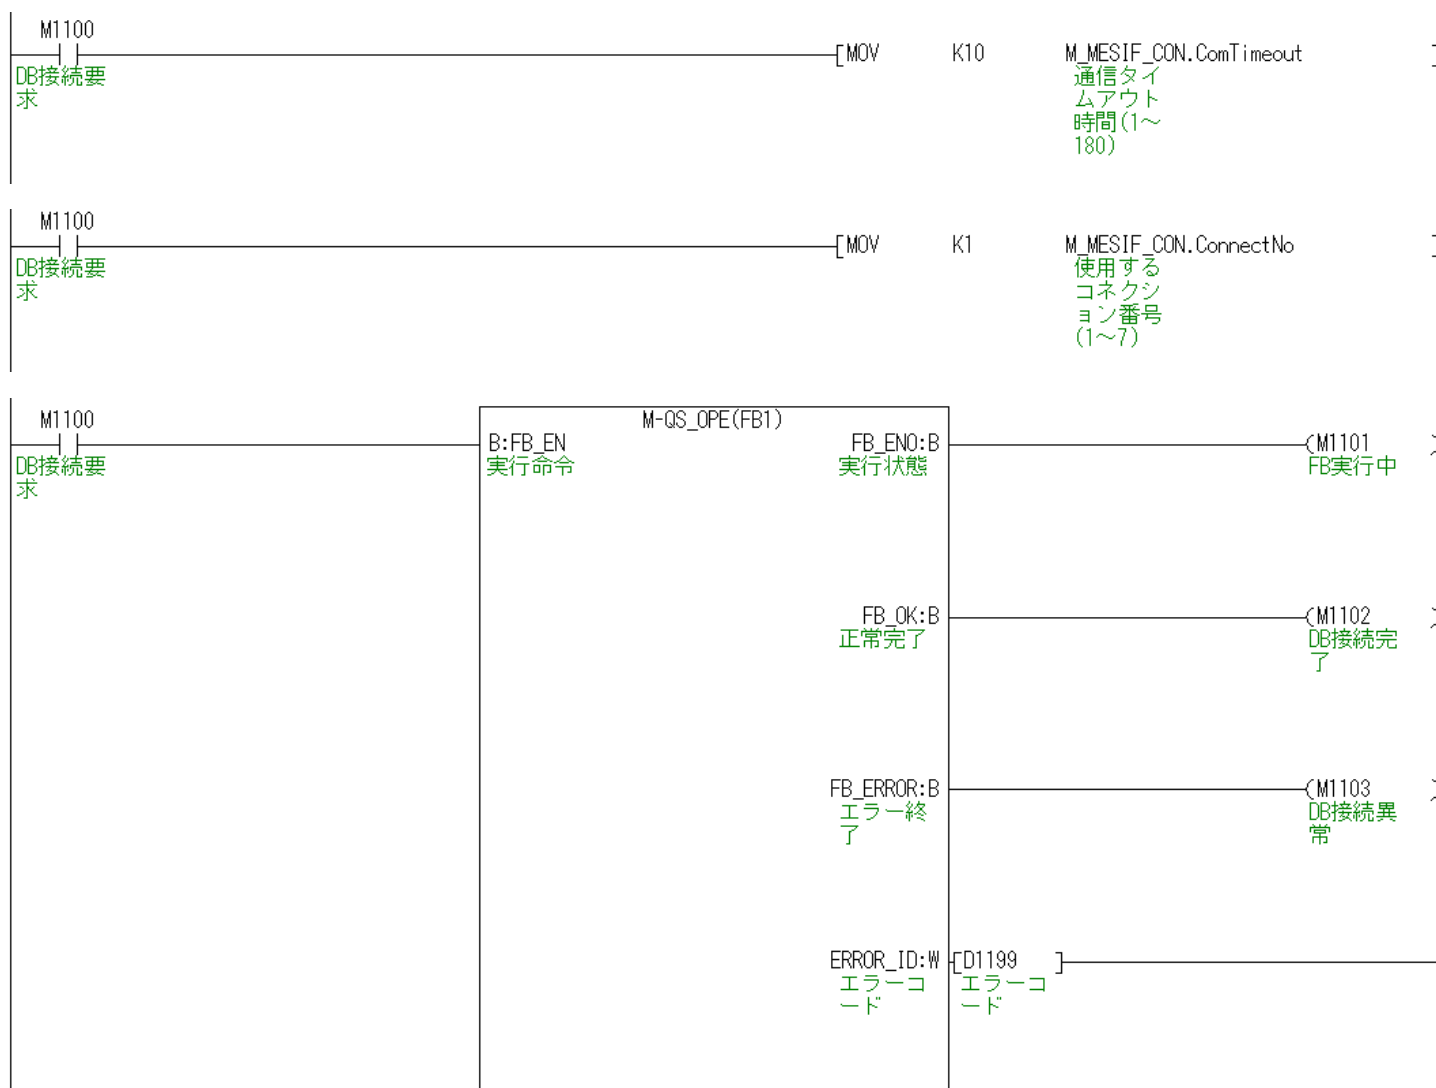 M1100
[MOV K10 M_MESIF_CON.ComTimeout ]
DB接続要
求
通信タイ
ムアウト
時間(1～
180)
M1100
[MOV K1 M_MESIF_CON.ConnectNo ]
DB接続要
求
使用する
コネクシ
ョン番号
(1～7)
M1100
DB接続要
求
M-QS_OPE(FB1)
B:FB_EN
実行命令
FB_ENO:B
実行状態
(M1101 )
FB実行中
FB_OK:B
正常完了
(M1102 )
DB接続完
了
FB_ERROR:B
エラー終
了
(M1103 )
DB接続異
常
ERROR_ID:W
エラーコ
ード
[D1199 ]
エラーコ
ード